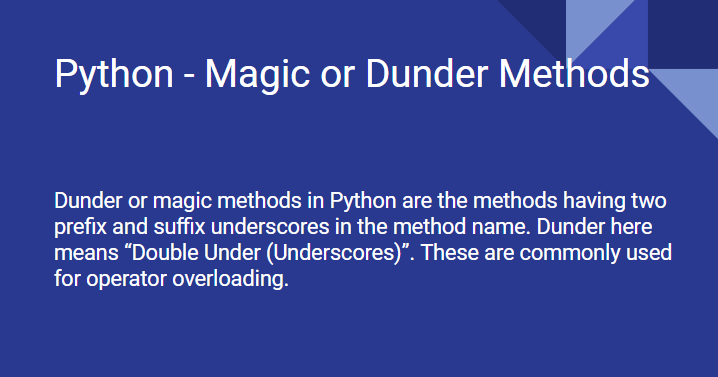 Python - Magic or Dunder Methods
Dunder or magic methods in Python are the methods having two
prefix and suffix underscores in the method name. Dunder here
means “Double Under (Underscores)”. These are commonly used
for operator overloading.